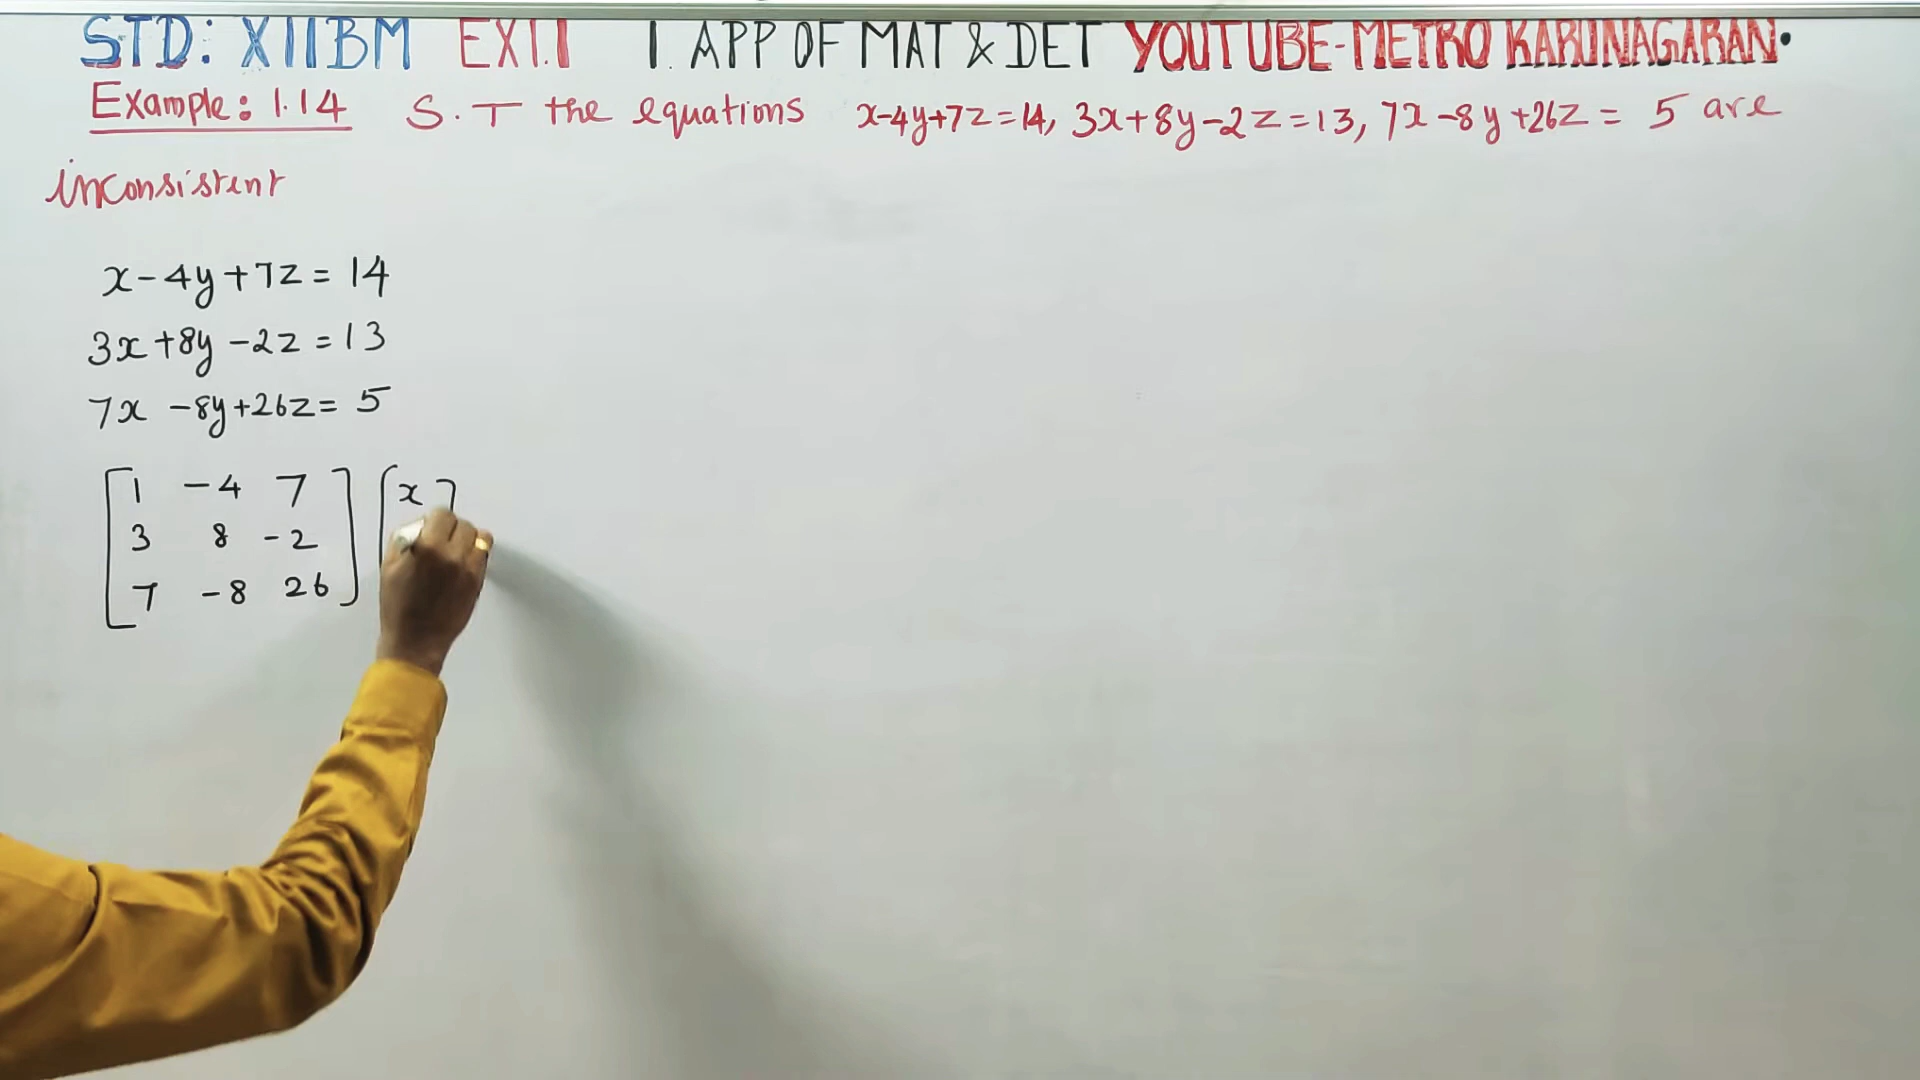 STD: XIIBM EX1.1 1. APP OF MAT & DET YOUTUBE-METRO KARUNAGARAN.
Example: 1.14 S.T the equations x-4y+7z=14, 3x+8y-2z=13, 7x-8y+26z= 5 are
inconsistent
x-4y+7z=14
3x+8y-2z=13
7x-8y+26z=5
[1 -4 7] [x]
3 8 -2
7 -8 26